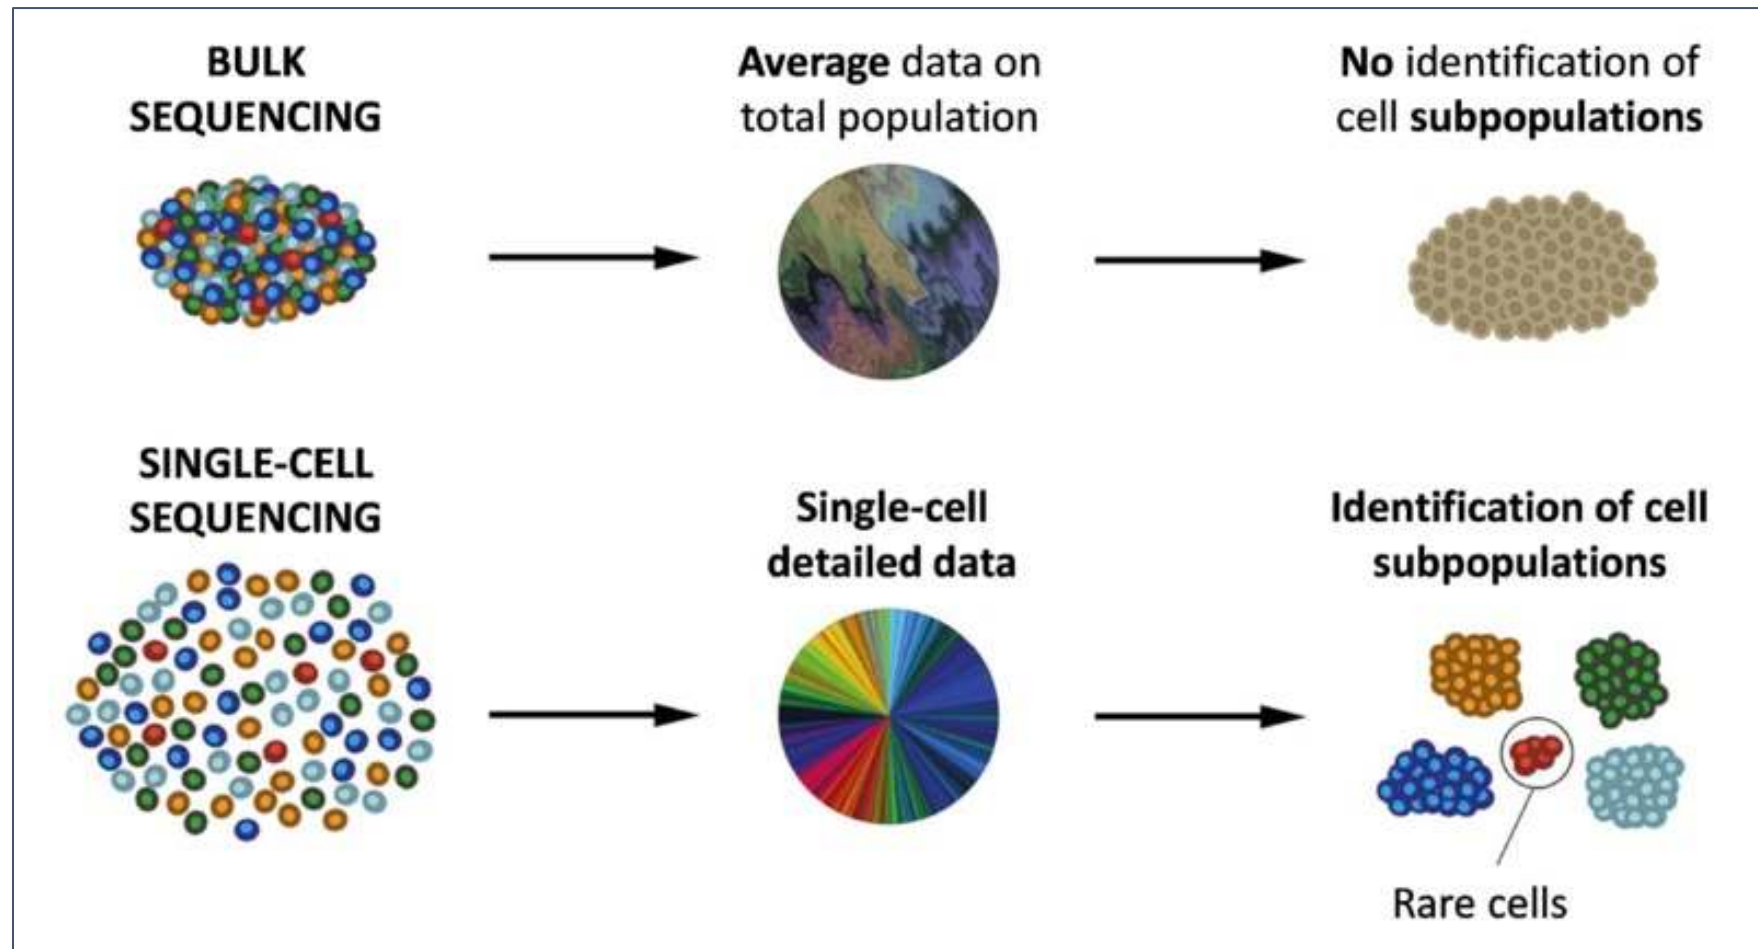 BULK
SEQUENCING
Average data on
total population
No identification of
cell subpopulations
SINGLE-CELL
SEQUENCING
Single-cell
detailed data
Identification of cell
subpopulations
Rare cells